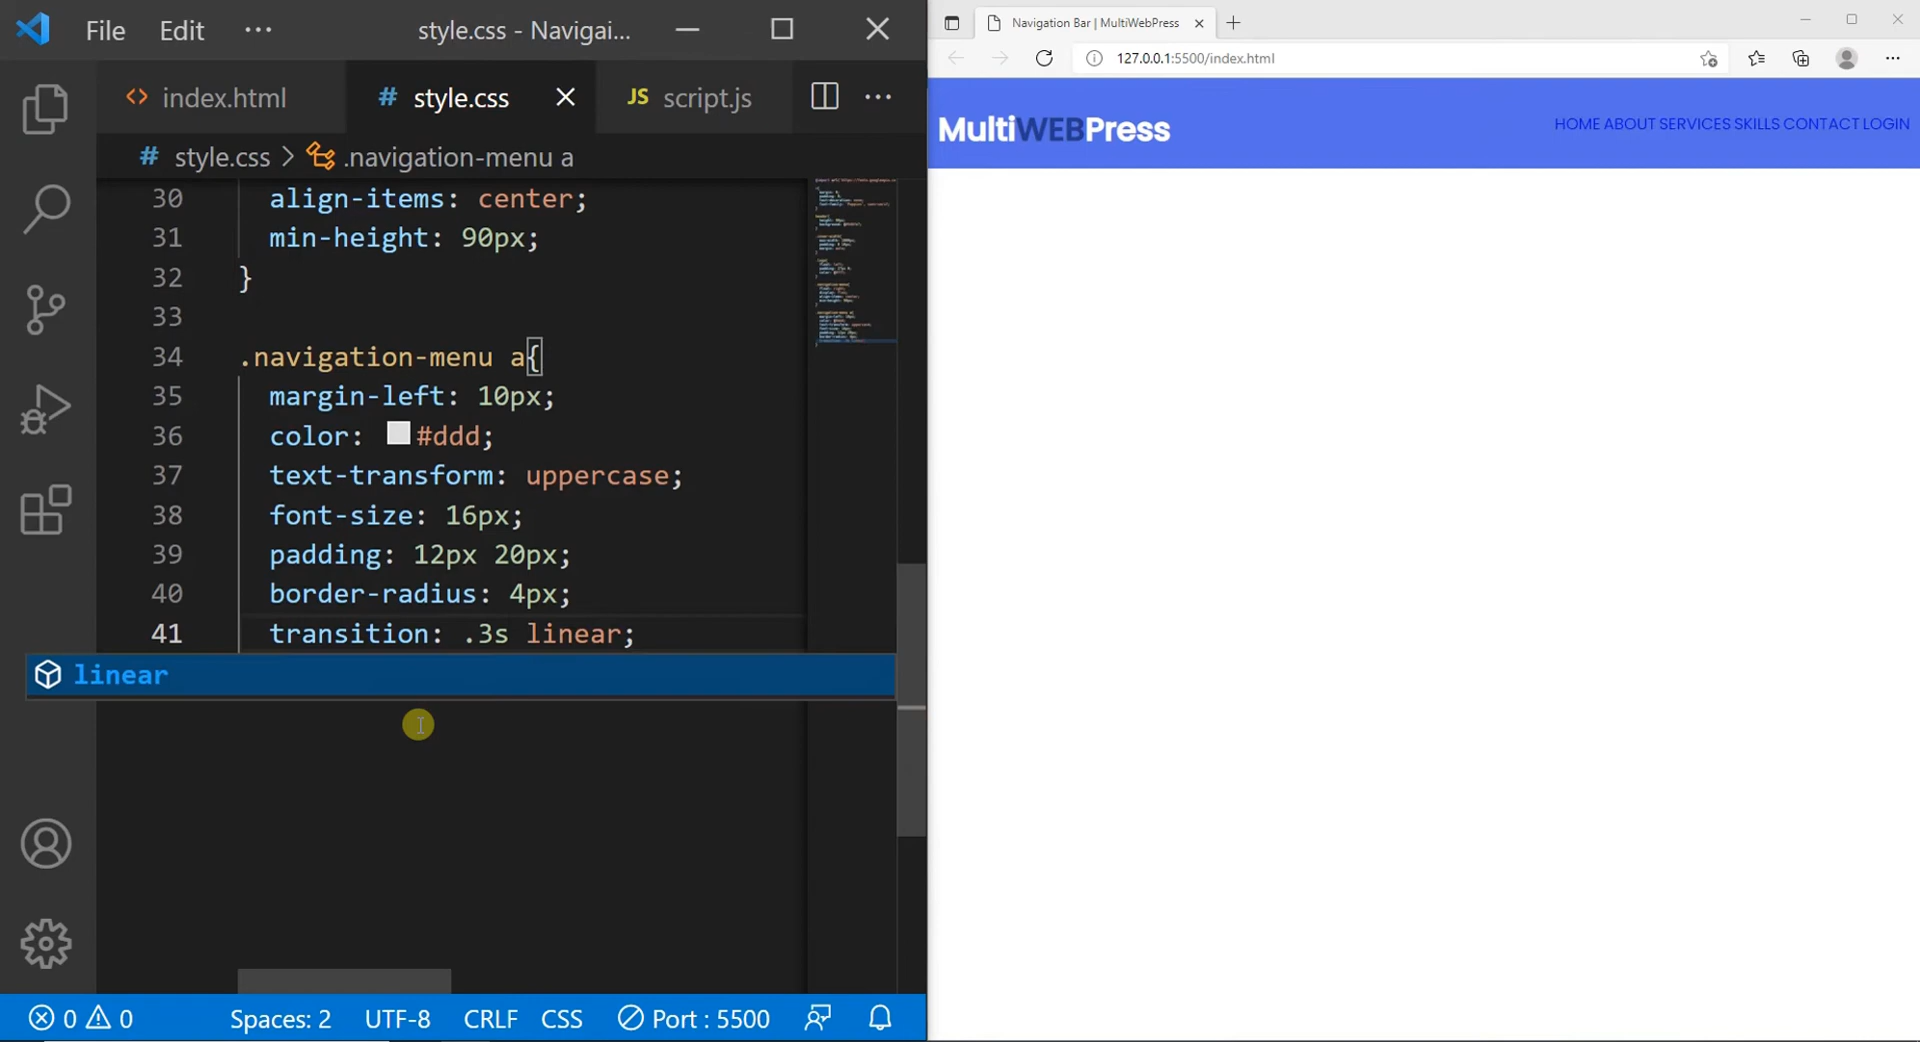 File Edit ··· style.css - Navigai...
index.html style.css JS script.js ···
# style.css > .navigation-menu a
30 align-items: center;
31 min-height: 90px;
32 }
33
34 .navigation-menu a{
35 margin-left: 10px;
36 color: #ddd;
37 text-transform: uppercase;
38 font-size: 16px;
39 padding: 12px 20px;
40 border-radius: 4px;
41 transition: .3s linear;
linear
0 0 Spaces: 2 UTF-8 CRLF CSS Port : 5500
Navigation Bar | MultiWebPress
127.0.0.1:5500/index.html
MultiWEBPress HOME ABOUT SERVICES SKILLS CONTACT LOGIN